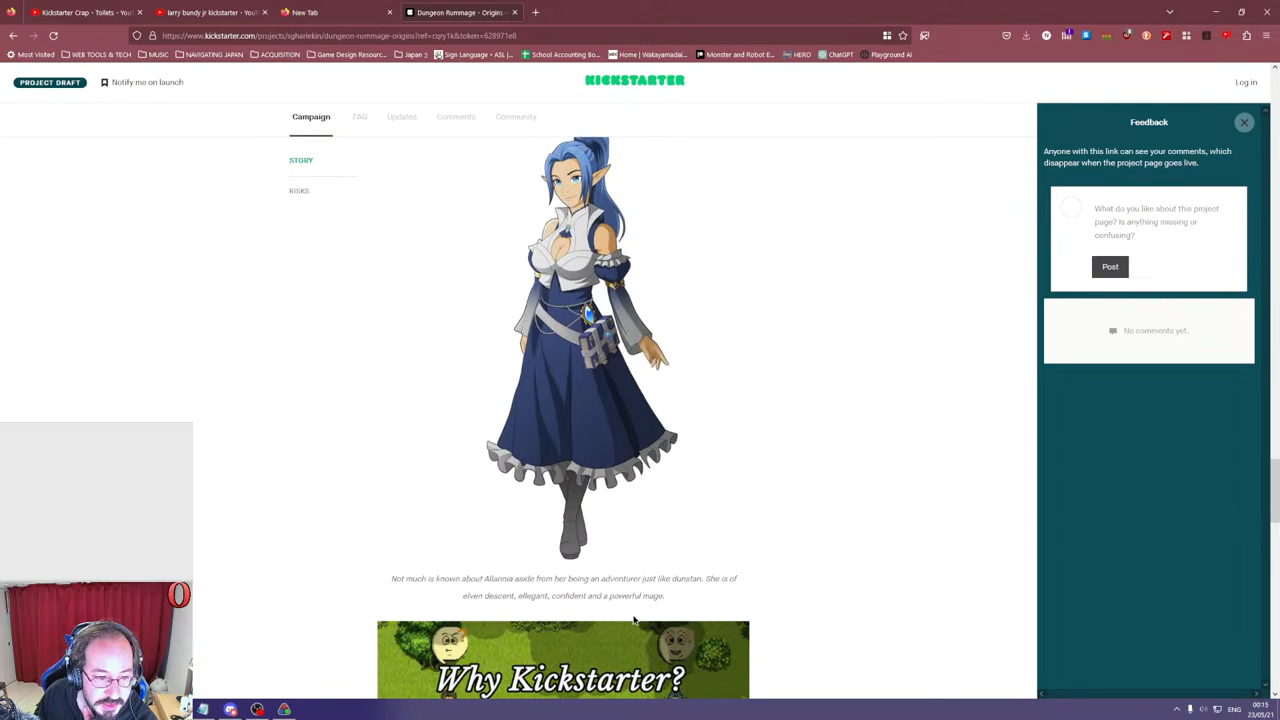 Kickstarter Crap - Toilets - YouT
larry bundy jr kickstarter - YouT
New Tab
Dungeon Rummage - Origins —
https://www.kickstarter.com/projects/sgharlekin/dungeon-rummage-origins?ref=cqry1k&token=628971e8
Most Visited
WEB TOOLS & TECH
MUSIC
NAVIGATING JAPAN
ACQUISITION
Game Design Resourc...
Japan :)
Sign Language • ASL |...
School Accounting Bo...
Home | Wakayamadai...
Monster and Robot E...
HERO
ChatGPT
Playground AI
PROJECT DRAFT
Notify me on launch
KICKSTARTER
Log in
Campaign
FAQ
Updates
Comments
Community
STORY
RISKS
Feedback
Anyone with this link can see your comments, which
disappear when the project page goes live.
What do you like about this project
page? Is anything missing or
confusing?
Post
No comments yet.
Not much is known about Allannia aside from her being an adventurer just like dunstan. She is of
elven descent, ellegant, confident and a powerful mage.
Why Kickstarter?
ENG
00:15
23/05/21